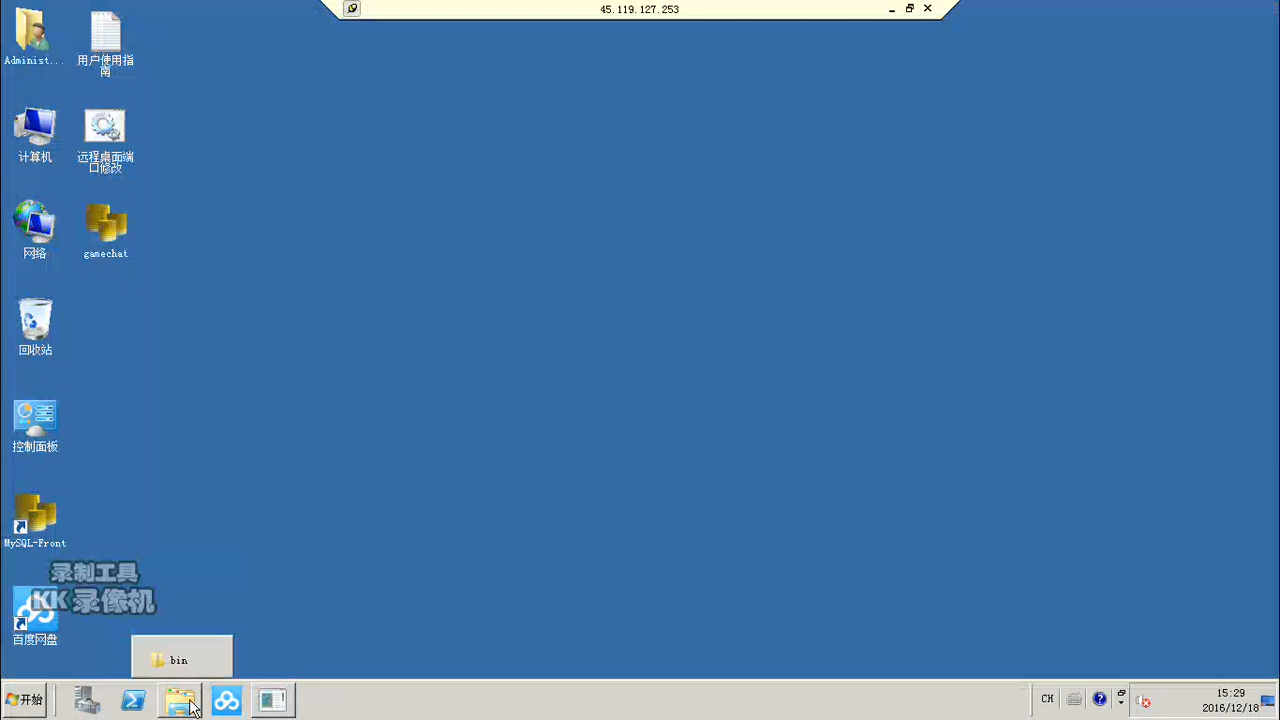 45.119.127.253
Administ...
用户使用指
南
计算机
远程桌面端
口修改
网络
gamechat
回收站
控制面板
MySQL-Front
录制工具
KK 录像机
百度网盘
bin
开始
CH
15:29
2016/12/18